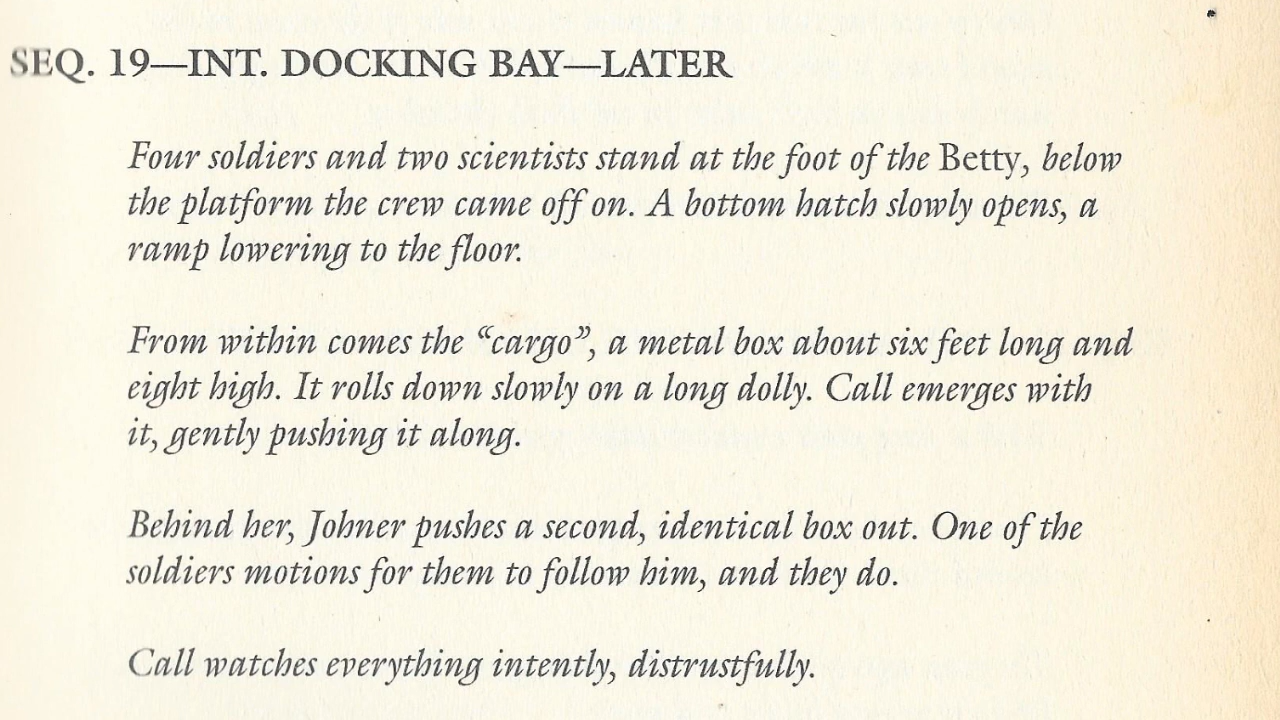 SEQ. 19—INT. DOCKING BAY—LATER
Four soldiers and two scientists stand at the foot of the Betty, below
the platform the crew came off on. A bottom hatch slowly opens, a
ramp lowering to the floor.
From within comes the “cargo”, a metal box about six feet long and
eight high. It rolls down slowly on a long dolly. Call emerges with
it, gently pushing it along.
Behind her, Johner pushes a second, identical box out. One of the
soldiers motions for them to follow him, and they do.
Call watches everything intently, distrustfully.